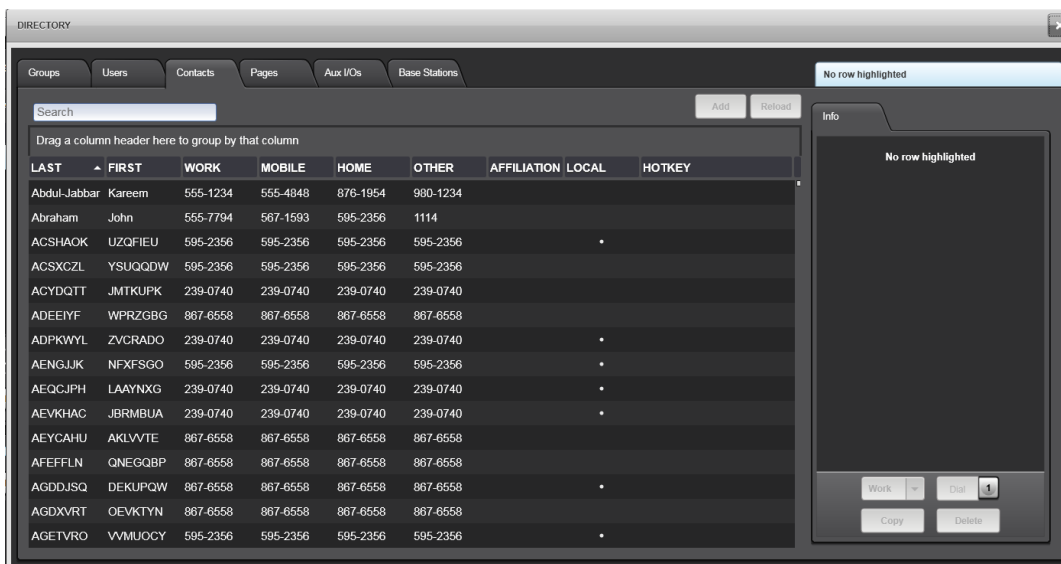 DIRECTORY
Groups Users Contacts Pages Aux I/Os Base Stations
No row highlighted
Search
Add Reload
Info
Drag a column header here to group by that column
No row highlighted
LAST FIRST WORK MOBILE HOME OTHER AFFILIATION LOCAL HOTKEY
Abdul-Jabbar Kareem 555-1234 555-4848 876-1954 980-1234
Abraham John 555-7794 567-1593 595-2356 1114
ACSHAOK UZQFIEU 595-2356 595-2356 595-2356 595-2356 •
ACSXCZL YSUQQDW 595-2356 595-2356 595-2356 595-2356
ACYDQTT JMTKUPK 239-0740 239-0740 239-0740 239-0740
ADEEIYF WPRZGBG 867-6558 867-6558 867-6558 867-6558
ADPKWYL ZVCRADO 239-0740 239-0740 239-0740 239-0740 •
AENGJJK NFXFSGO 595-2356 595-2356 595-2356 595-2356 •
AEQCJPH LAAYNXG 239-0740 239-0740 239-0740 239-0740 •
AEVKHAC JBRMBUA 239-0740 239-0740 239-0740 239-0740 •
AEYCAHU AKLVVTE 867-6558 867-6558 867-6558 867-6558
AFEFFLN QNEGQBP 867-6558 867-6558 867-6558 867-6558
AGDDJSQ DEKUPQW 867-6558 867-6558 867-6558 867-6558 •
AGDXVRT OEVKTYN 867-6558 867-6558 867-6558 867-6558
AGETVRO VVMUOCY 595-2356 595-2356 595-2356 595-2356 •
Work Dial 1
Copy Delete